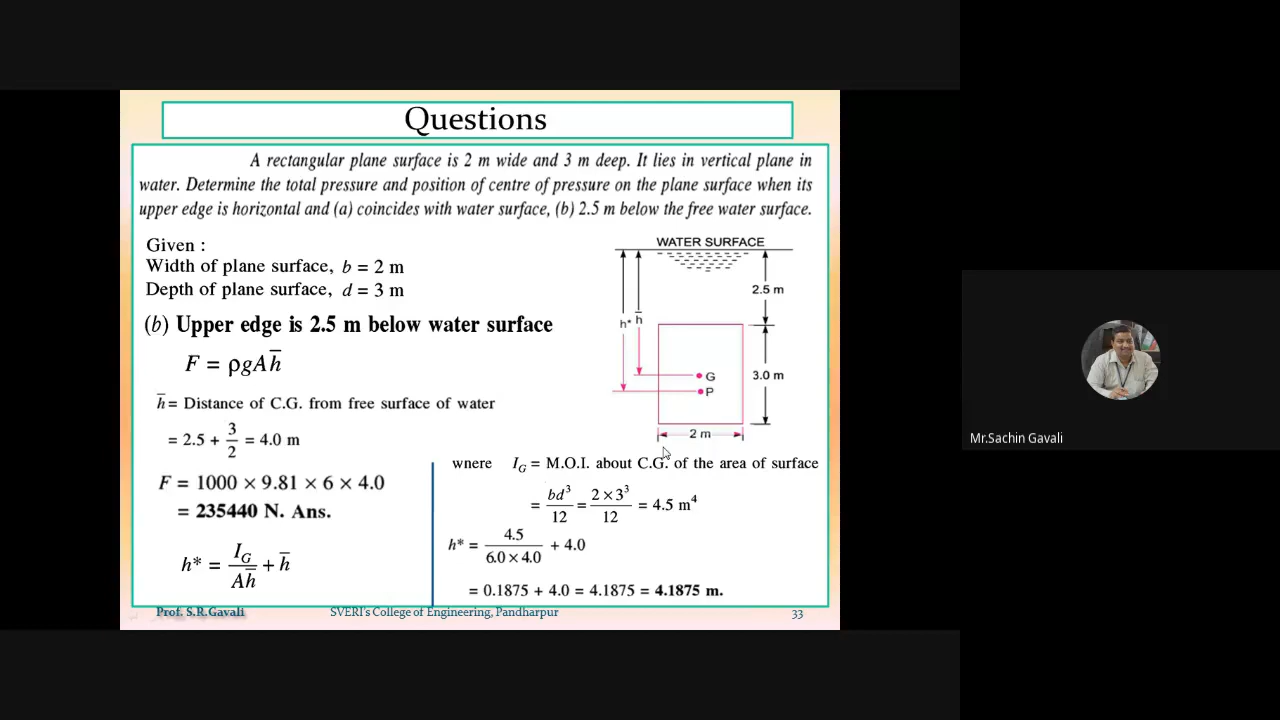 Questions
A rectangular plane surface is 2 m wide and 3 m deep. It lies in vertical plane in
water. Determine the total pressure and position of centre of pressure on the plane surface when its
upper edge is horizontal and (a) coincides with water surface, (b) 2.5 m below the free water surface.
Given :
Width of plane surface, b = 2 m
Depth of plane surface, d = 3 m
(b) Upper edge is 2.5 m below water surface
F = ρgAh̅
h̅ = Distance of C.G. from free surface of water
= 2.5 + 3/2 = 4.0 m
F = 1000 × 9.81 × 6 × 4.0
= 235440 N. Ans.
h* = I_G/Ah̅ + h̅
WATER SURFACE
2.5 m
h* h̅
G
3.0 m
P
2 m
where I_G = M.O.I. about C.G. of the area of surface
= bd³/12 = 2 × 3³/12 = 4.5 m⁴
h* = 4.5/6.0 × 4.0 + 4.0
= 0.1875 + 4.0 = 4.1875 = 4.1875 m.
Prof. S.R.Gavali SVERI's College of Engineering, Pandharpur 33
Mr.Sachin Gavali